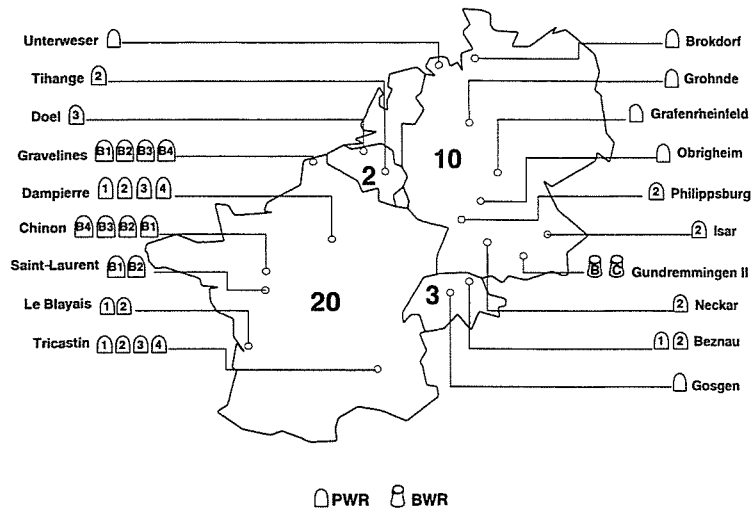 Unterweser
Tihange 2
Doel 3
Gravelines B1 B2 B3 B4
Dampierre 1 2 3 4
Chinon B4 B3 B2 B1
Saint-Laurent B1 B2
Le Blayais 1 2
Tricastin 1 2 3 4
10
2
20
3
Brokdorf
Grohnde
Grafenrheinfeld
Obrigheim
2 Philippsburg
2 Isar
B C Gundremmingen II
2 Neckar
1 2 Beznau
Gosgen
PWR BWR